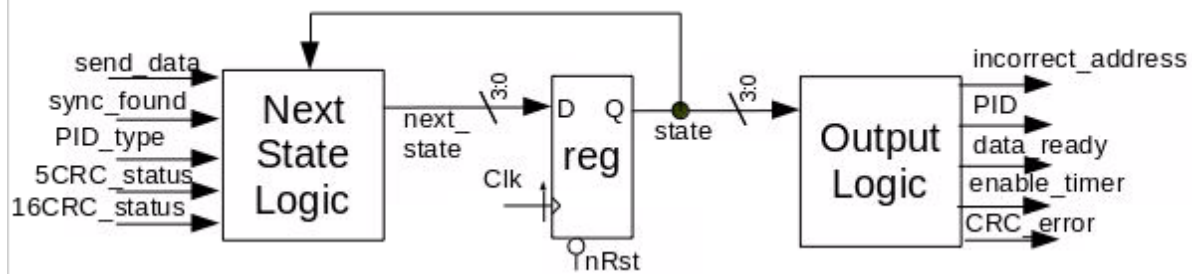 send_data
sync_found
PID_type
5CRC_status
16CRC_status
Next
State
Logic
3:0
next_
state
D Q
reg
Clk
nRst
state
3:0
Output
Logic
incorrect_address
PID
data_ready
enable_timer
CRC_error